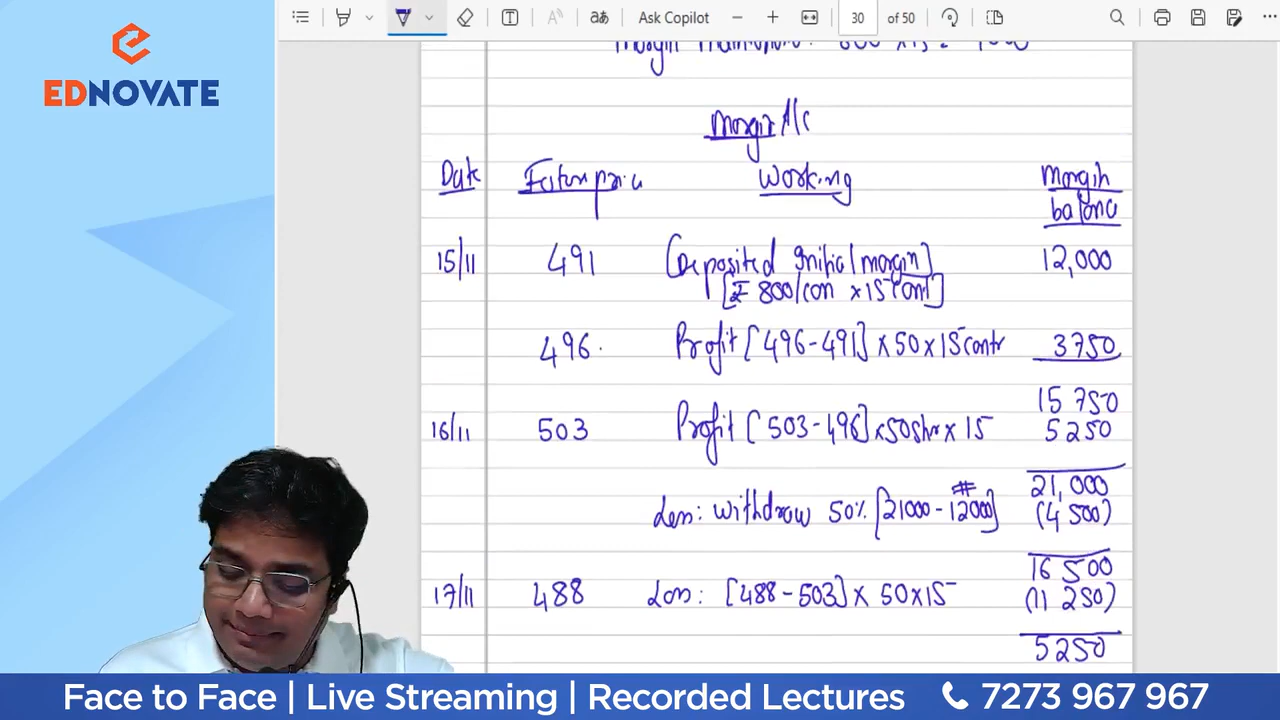 EDNOVATE
Ask Copilot
30 of 50
Margin A/c
Date Future price Working Margin balance
15/11 491 [Deposited Initial margin] 12,000
[₹ 800/con × 15 cont]
496 Profit [496-491] × 50 × 15 contr 3750
15 750
16/11 503 Profit [503-496] × 50 shr × 15 5250
21,000
Less: Withdraw 50% [21000 - 12000] (4 500)
#
16 500
17/11 488 Loss: [488-503] × 50×15 (11 250)
5250
Face to Face | Live Streaming | Recorded Lectures 7273 967 967